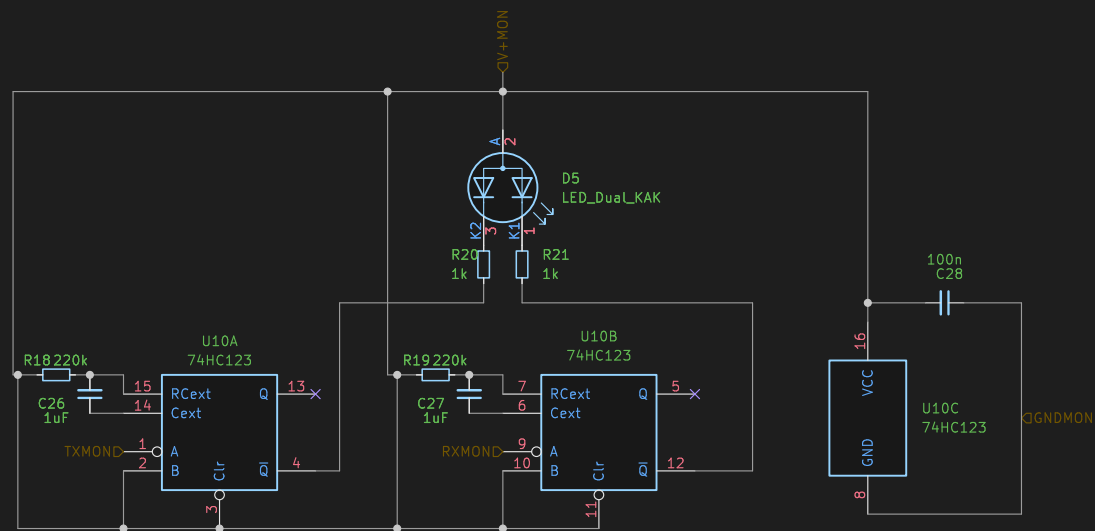 V+MON
A
2
D5
LED_Dual_KAK
K2
3
K1
1
R20
1k
R21
1k
100n
C28
U10A
74HC123
U10B
74HC123
16
R18
220k
R19
220k
15
RCext
Q
13
7
RCext
Q
5
VCC
C26
1uF
14
Cext
C27
1uF
6
Cext
U10C
74HC123
GNDMON
TXMON
1
A
RXMON
9
A
2
B
Clr
Q
4
10
B
Clr
Q
12
GND
3
11
8